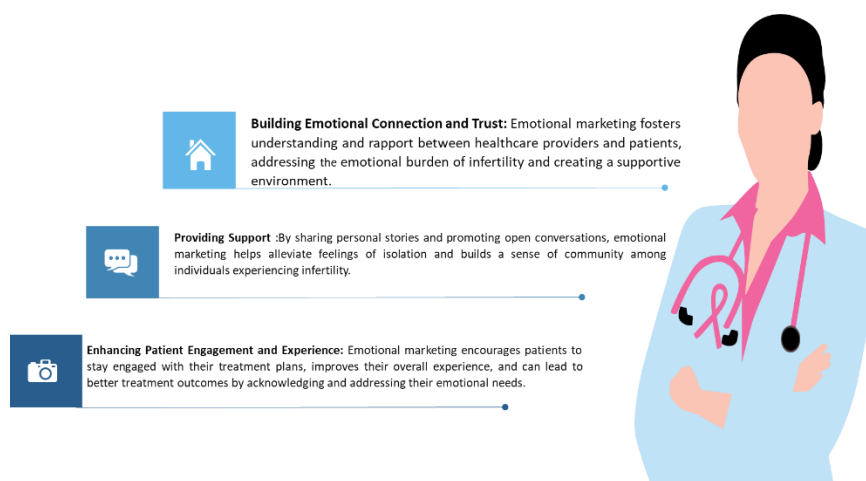 Building Emotional Connection and Trust: Emotional marketing fosters
understanding and rapport between healthcare providers and patients,
addressing the emotional burden of infertility and creating a supportive
environment.
Providing Support :By sharing personal stories and promoting open conversations, emotional
marketing helps alleviate feelings of isolation and builds a sense of community among
individuals experiencing infertility.
Enhancing Patient Engagement and Experience: Emotional marketing encourages patients to
stay engaged with their treatment plans, improves their overall experience, and can lead to
better treatment outcomes by acknowledging and addressing their emotional needs.